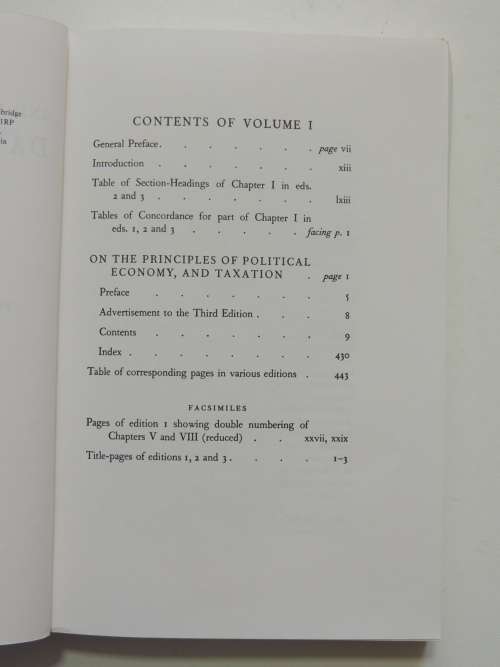 bridge
1RP
ia
CONTENTS OF VOLUME I
General Preface . . . . . . page vii
Introduction . . . . . . . xiii
Table of Section-Headings of Chapter I in eds.
2 and 3 . . . . . . . lxiii
Tables of Concordance for part of Chapter I in
eds. 1, 2 and 3 . . . . . facing p. 1
ON THE PRINCIPLES OF POLITICAL
ECONOMY, AND TAXATION . page 1
Preface . . . . . . . 5
Advertisement to the Third Edition . . . 8
Contents . . . . . . . 9
Index . . . . . . . . 430
Table of corresponding pages in various editions . 443
FACSIMILES
Pages of edition 1 showing double numbering of
Chapters V and VIII (reduced) . . xxvii, xxix
Title-pages of editions 1, 2 and 3 . . . . 1–3